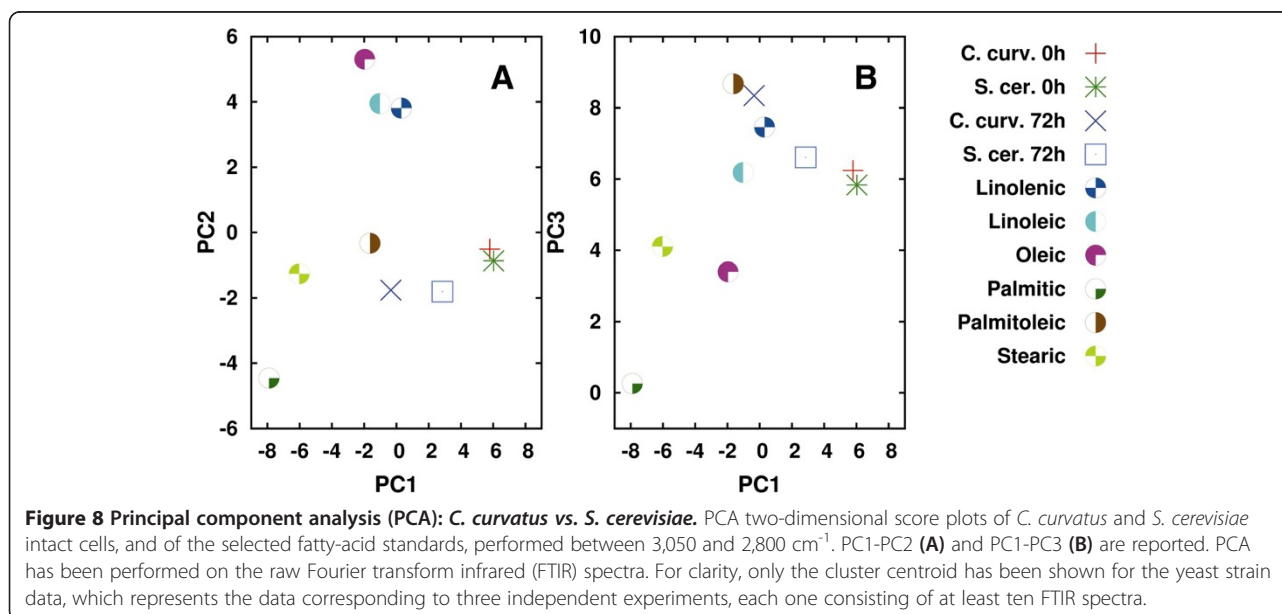 6
4
2
0
-2
-4
-6
PC2
A
-8 -6 -4 -2 0 2 4 6 8
PC1
10
8
6
4
2
0
PC3
B
-8 -6 -4 -2 0 2 4 6 8
PC1
C. curv. 0h
S. cer. 0h
C. curv. 72h
S. cer. 72h
Linolenic
Linoleic
Oleic
Palmitic
Palmitoleic
Stearic
Figure 8 Principal component analysis (PCA): C. curvatus vs. S. cerevisiae. PCA two-dimensional score plots of C. curvatus and S. cerevisiae
intact cells, and of the selected fatty-acid standards, performed between 3,050 and 2,800 cm⁻¹. PC1-PC2 (A) and PC1-PC3 (B) are reported. PCA
has been performed on the raw Fourier transform infrared (FTIR) spectra. For clarity, only the cluster centroid has been shown for the yeast strain
data, which represents the data corresponding to three independent experiments, each one consisting of at least ten FTIR spectra.